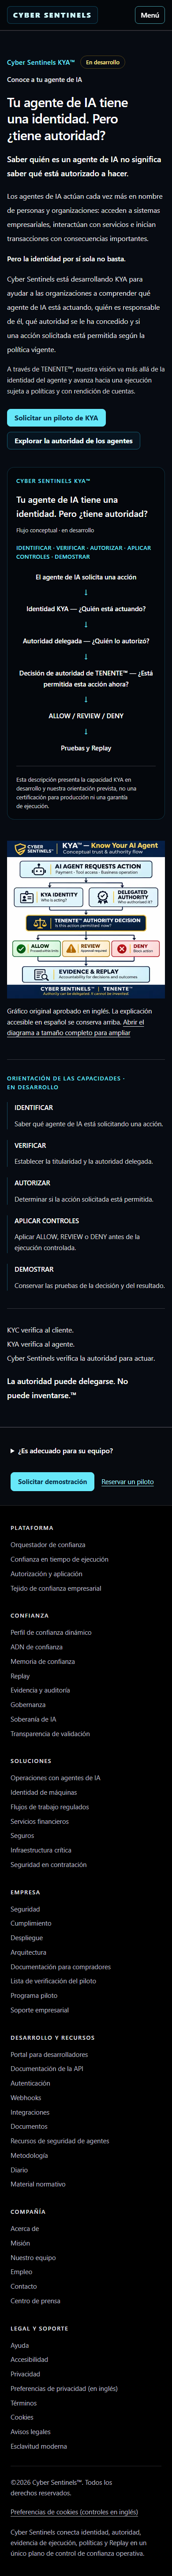 CYBER SENTINELS
Menú
Cyber Sentinels KYA™
En desarrollo
Conoce a tu agente de IA
Tu agente de IA tiene
una identidad. Pero
¿tiene autoridad?
Saber quién es un agente de IA no significa
saber qué está autorizado a hacer.
Los agentes de IA actúan cada vez más en nombre
de personas y organizaciones: acceden a sistemas
empresariales, interactúan con servicios e inician
transacciones con consecuencias importantes.
Pero la identidad por sí sola no basta.
Cyber Sentinels está desarrollando KYA para
ayudar a las organizaciones a comprender qué
agente de IA está actuando, quién es responsable
de él, qué autoridad se le ha concedido y si
una acción solicitada está permitida según la
política vigente.
A través de TENENTE™, nuestra visión va más allá de la
identidad del agente y avanza hacia una ejecución
sujeta a políticas y con rendición de cuentas.
Solicitar un piloto de KYA
Explorar la autoridad de los agentes
CYBER SENTINELS KYA™
Tu agente de IA tiene una
identidad. Pero ¿tiene autoridad?
Flujo conceptual · en desarrollo
IDENTIFICAR · VERIFICAR · AUTORIZAR · APLICAR
CONTROLES · DEMOSTRAR
El agente de IA solicita una acción
↓
Identidad KYA — ¿Quién está actuando?
↓
Autoridad delegada — ¿Quién lo autorizó?
↓
Decisión de autoridad de TENENTE™ — ¿Está
permitida esta acción ahora?
↓
ALLOW / REVIEW / DENY
↓
Pruebas y Replay
Esta descripción presenta la capacidad KYA en
desarrollo y nuestra orientación prevista, no una
certificación para producción ni una garantía
de ejecución.
CYBER SENTINELS
KYA™ — Know Your AI Agent
Conceptual trust & authority flow
AI AGENT REQUESTS ACTION
KYA IDENTITY
Who is acting?
DELEGATED AUTHORITY
Who authorized it?
TENENTE™ AUTHORITY DECISION
Is this action permitted now?
ALLOW
REVIEW
DENY
EVIDENCE & REPLAY
Accountability of decisions and outcomes
CYBER SENTINELS™ | TENENTE™
Authority can be delegated. It cannot be invented.
Gráfico original aprobado en inglés. La explicación
accesible en español se conserva arriba. Abrir el
diagrama a tamaño completo para ampliar
ORIENTACIÓN DE LAS CAPACIDADES ·
EN DESARROLLO
IDENTIFICAR
Saber qué agente de IA está solicitando una acción.
VERIFICAR
Establecer la titularidad y la autoridad delegada.
AUTORIZAR
Determinar si la acción solicitada está permitida.
APLICAR CONTROLES
Aplicar ALLOW, REVIEW o DENY antes de la
ejecución controlada.
DEMOSTRAR
Conservar las pruebas de la decisión y del resultado.
KYC verifica al cliente.
KYA verifica al agente.
Cyber Sentinels verifica la autoridad para actuar.
La autoridad puede delegarse. No
puede inventarse.™
▶ ¿Es adecuado para su equipo?
Solicitar demostración
Reservar un piloto
PLATAFORMA
Orquestador de confianza
Confianza en tiempo de ejecución
Autorización y aplicación
Tejido de confianza empresarial
CONFIANZA
Perfil de confianza dinámico
ADN de confianza
Memoria de confianza
Replay
Evidencia y auditoría
Gobernanza
Soberanía de IA
Transparencia de validación
SOLUCIONES
Operaciones con agentes de IA
Identidad de máquinas
Flujos de trabajo regulados
Servicios financieros
Seguros
Infraestructura crítica
Seguridad en contratación
EMPRESA
Seguridad
Cumplimiento
Despliegue
Arquitectura
Documentación para compradores
Lista de verificación del piloto
Programa piloto
Soporte empresarial
DESARROLLO Y RECURSOS
Portal para desarrolladores
Documentación de la API
Autenticación
Webhooks
Integraciones
Documentos
Recursos de seguridad de agentes
Metodología
Diario
Material normativo
COMPAÑÍA
Acerca de
Misión
Nuestro equipo
Empleo
Contacto
Centro de prensa
LEGAL Y SOPORTE
Ayuda
Accesibilidad
Privacidad
Preferencias de privacidad (en inglés)
Términos
Cookies
Avisos legales
Esclavitud moderna
©2026 Cyber Sentinels™. Todos los
derechos reservados.
Preferencias de cookies (controles en inglés)
Cyber Sentinels conecta identidad, autoridad,
evidencia de ejecución, políticas y Replay en un
único plano de control de confianza operativa.